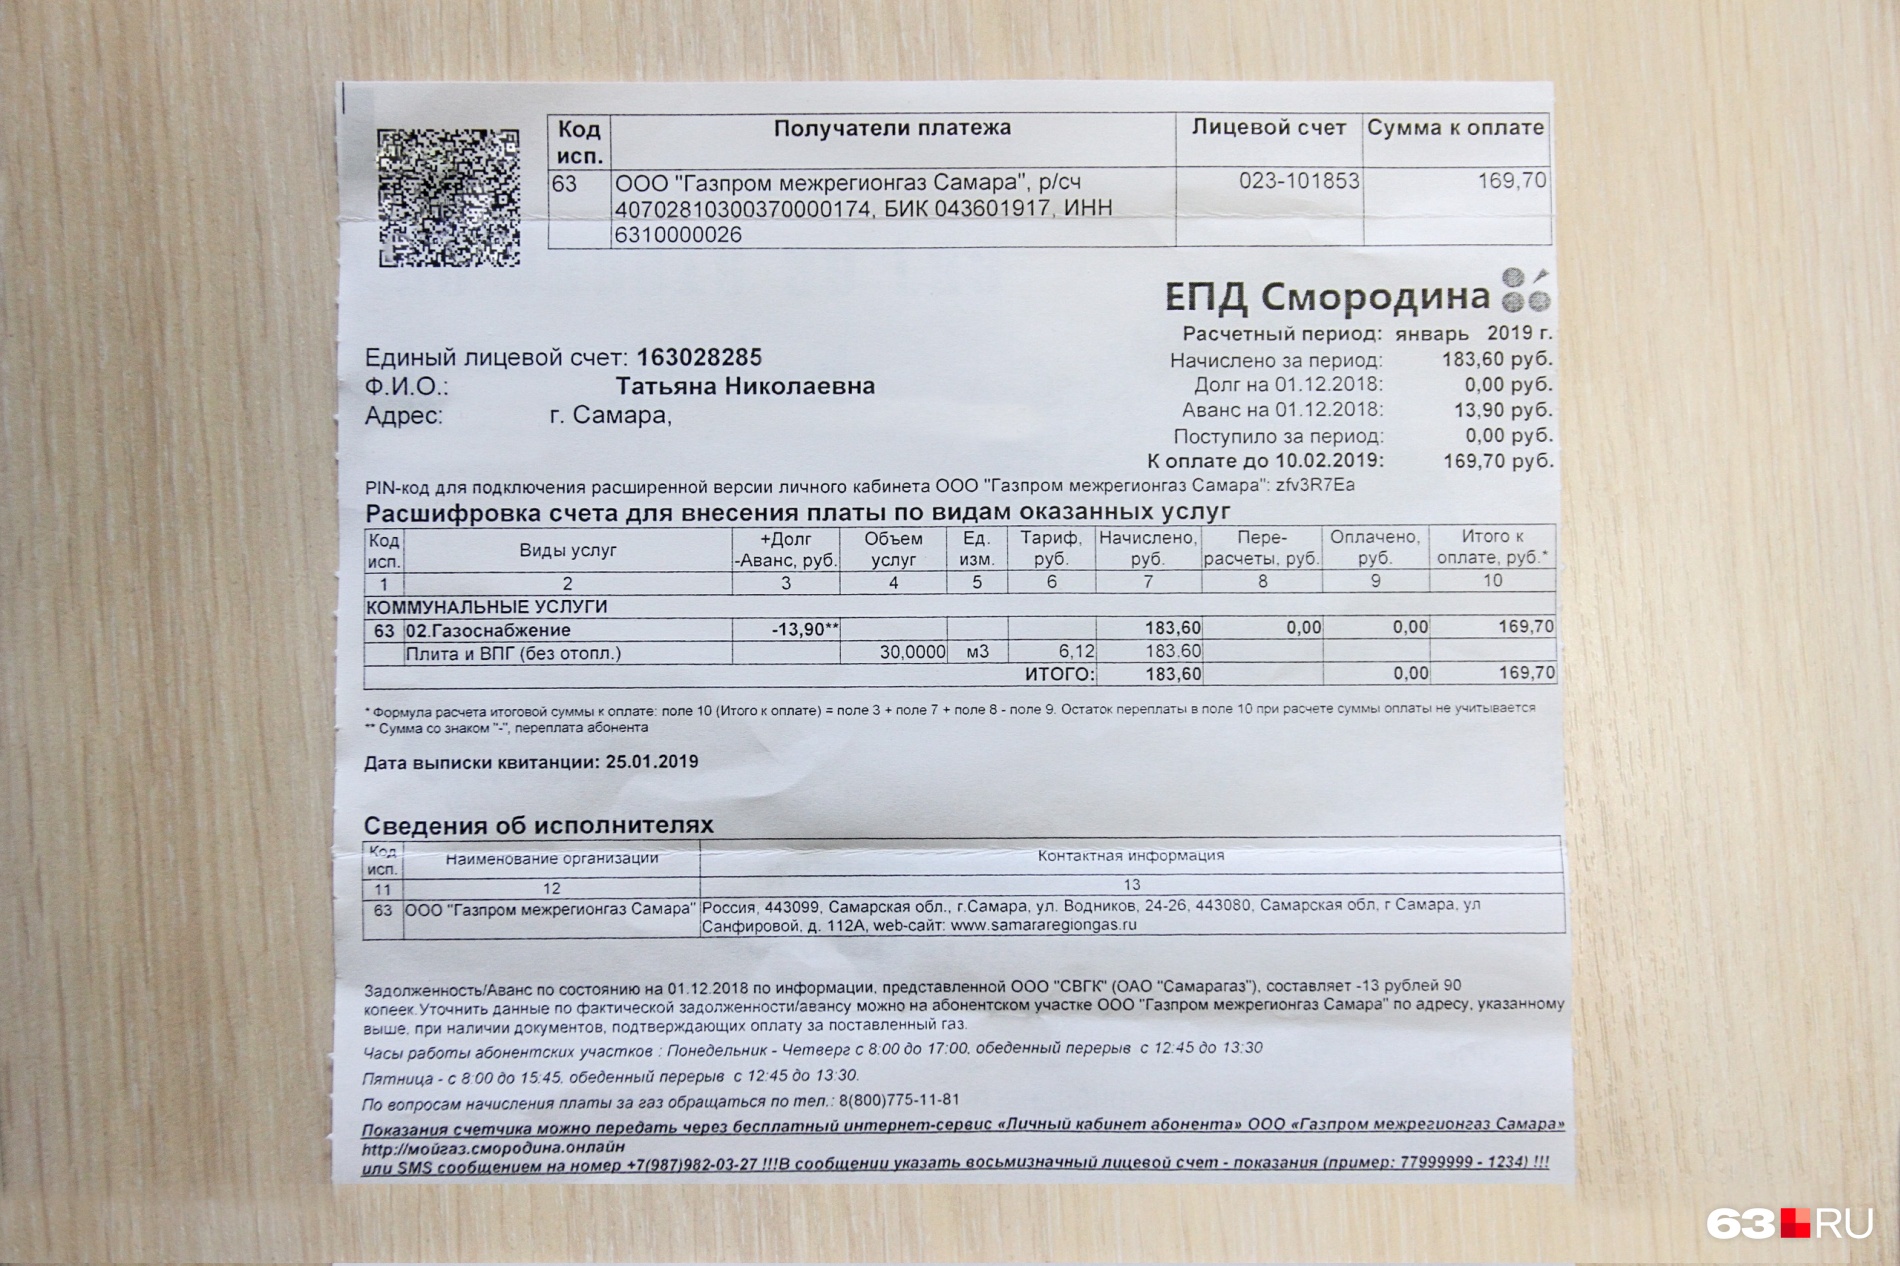 Код исп. Получатели платежа Лицевой счет Сумма к оплате
63 ООО "Газпром межрегионгаз Самара", р/сч 023-101853 169,70
40702810300370000174, БИК 043601917, ИНН
6310000026
ЕПД Смородина
Расчетный период: январь 2019 г.
Начислено за период: 183,60 руб.
Долг на 01.12.2018: 0,00 руб.
Аванс на 01.12.2018: 13,90 руб.
Поступило за период: 0,00 руб.
К оплате до 10.02.2019: 169,70 руб.
Единый лицевой счет: 163028285
Ф.И.О.: Татьяна Николаевна
Адрес: г. Самара,
PIN-код для подключения расширенной версии личного кабинета ООО "Газпром межрегионгаз Самара": zfv3R7Ea
Расшифровка счета для внесения платы по видам оказанных услуг
Код исп. Виды услуг +Долг -Аванс, руб. Объем услуг Ед. изм. Тариф, руб. Начислено, руб. Пере- расчеты, руб. Оплачено, руб. Итого к оплате, руб.*
1 2 3 4 5 6 7 8 9 10
КОММУНАЛЬНЫЕ УСЛУГИ
63 02.Газоснабжение -13,90** 183,60 0,00 0,00 169,70
Плита и ВПГ (без отопл.) 30,0000 м3 6,12 183.60
ИТОГО: 183,60 0,00 169,70
* Формула расчета итоговой суммы к оплате: поле 10 (Итого к оплате) = поле 3 + поле 7 + поле 8 - поле 9. Остаток переплаты в поле 10 при расчете суммы оплаты не учитывается
** Сумма со знаком "-", переплата абонента
Дата выписки квитанции: 25.01.2019
Сведения об исполнителях
Код исп. Наименование организации Контактная информация
11 12 13
63 ООО "Газпром межрегионгаз Самара" Россия, 443099, Самарская обл., г.Самара, ул. Водников, 24-26, 443080, Самарская обл, г Самара, ул
Санфировой, д. 112А, web-сайт: www.samararegiongas.ru
Задолженность/Аванс по состоянию на 01.12.2018 по информации, представленной ООО "СВГК" (ОАО "Самарагаз"), составляет -13 рублей 90
копеек.Уточнить данные по фактической задолженности/авансу можно на абонентском участке ООО "Газпром межрегионгаз Самара" по адресу, указанному
выше, при наличии документов, подтверждающих оплату за поставленный газ.
Часы работы абонентских участков : Понедельник - Четверг с 8:00 до 17:00, обеденный перерыв с 12:45 до 13:30
Пятница - с 8:00 до 15:45, обеденный перерыв с 12:45 до 13:30.
По вопросам начисления платы за газ обращаться по тел.: 8(800)775-11-81
Показания счетчика можно передать через бесплатный интернет-сервис «Личный кабинет абонента» ООО «Газпром межрегионгаз Самара»
http://мойгаз.смородина.онлайн
или SMS сообщением на номер +7(987)982-03-27 !!!В сообщении указать восьмизначный лицевой счет - показания (пример: 77999999 - 1234) !!!
63.RU